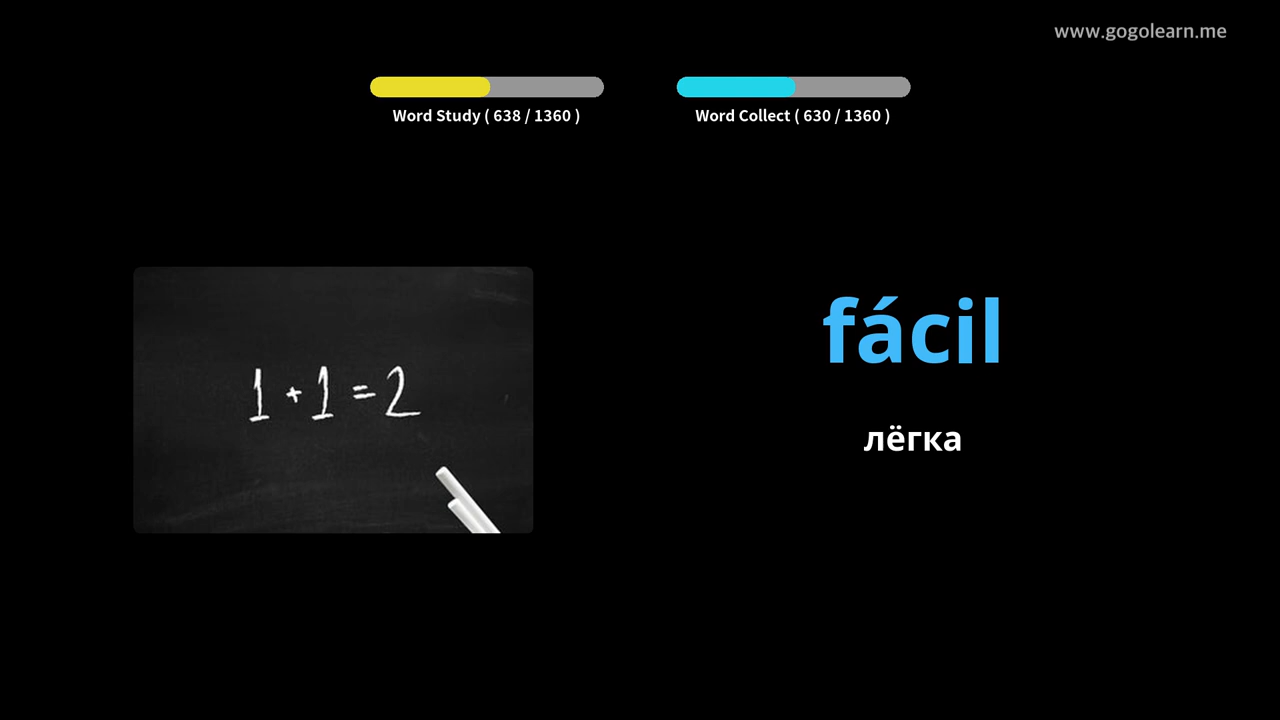 www.gogolearn.me
Word Study ( 638 / 1360 )
Word Collect ( 630 / 1360 )
1 + 1 = 2
fácil
лёгка